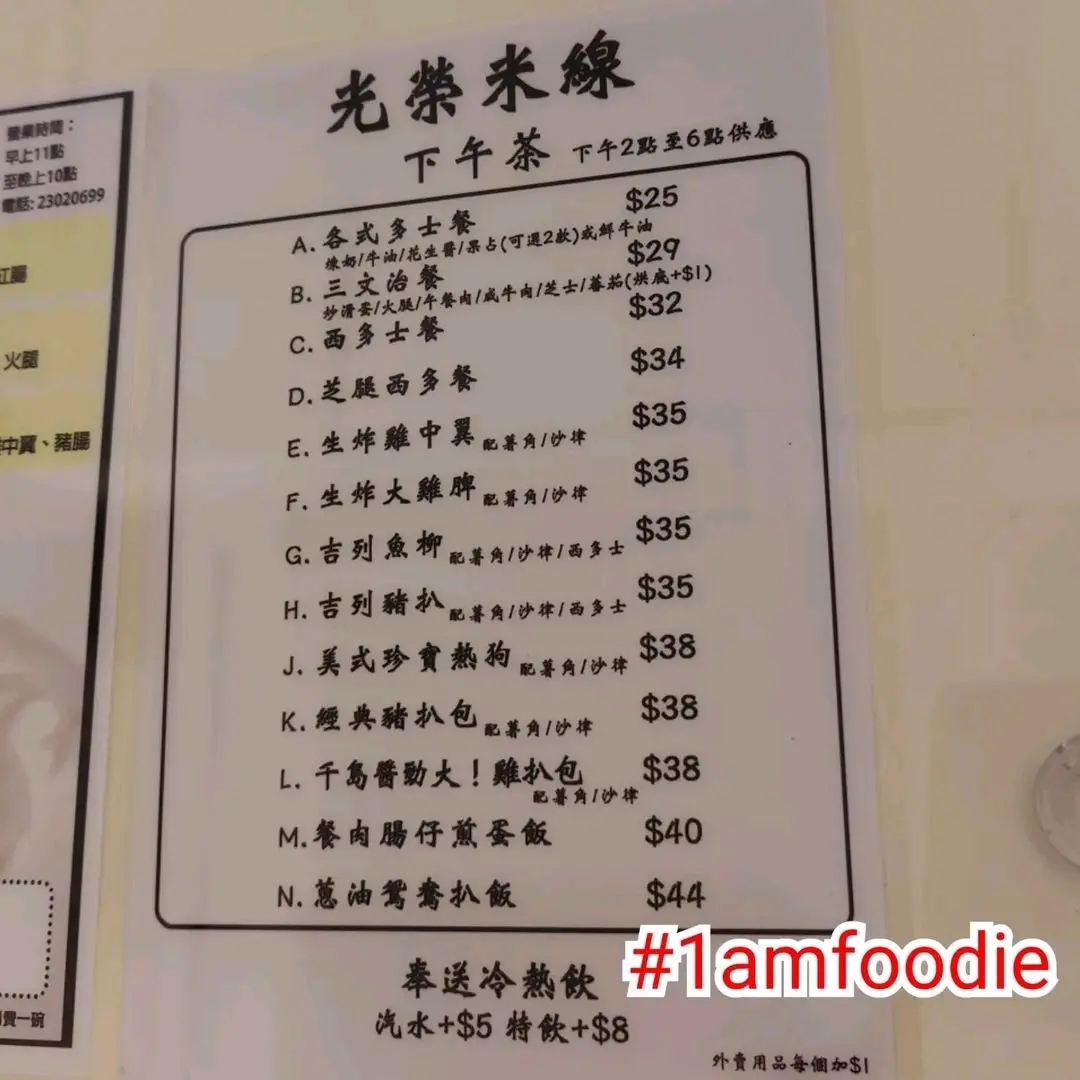 營業時間：
早上11點
至晚上10點
電話: 23020699
紅腸
火腿
中翼、豬腸
費一碗
光榮米線
下午茶 下午2點至6點供應
A. 各式多士餐 $25
煉奶/牛油/花生醬/果占(可選2款)或鮮牛油
B. 三文治餐 $29
炒滑蛋/火腿/午餐肉/咸牛肉/芝士/蕃茄(烘底+$1)
C. 西多士餐 $32
D. 芝腿西多餐 $34
E. 生炸雞中翼 配薯角/沙律 $35
F. 生炸大雞脾 配薯角/沙律 $35
G. 吉列魚柳 配薯角/沙律/西多士 $35
H. 吉列豬扒 配薯角/沙律/西多士 $35
J. 美式珍寶熱狗 配薯角/沙律 $38
K. 經典豬扒包 配薯角/沙律 $38
L. 千島醬勁大！雞扒包 $38
配薯角/沙律
M. 餐肉腸仔煎蛋飯 $40
N. 蔥油鴛鴦扒飯 $44
奉送冷熱飲
汽水+$5 特飲+$8
外賣用品每個加$1
#1amfoodie